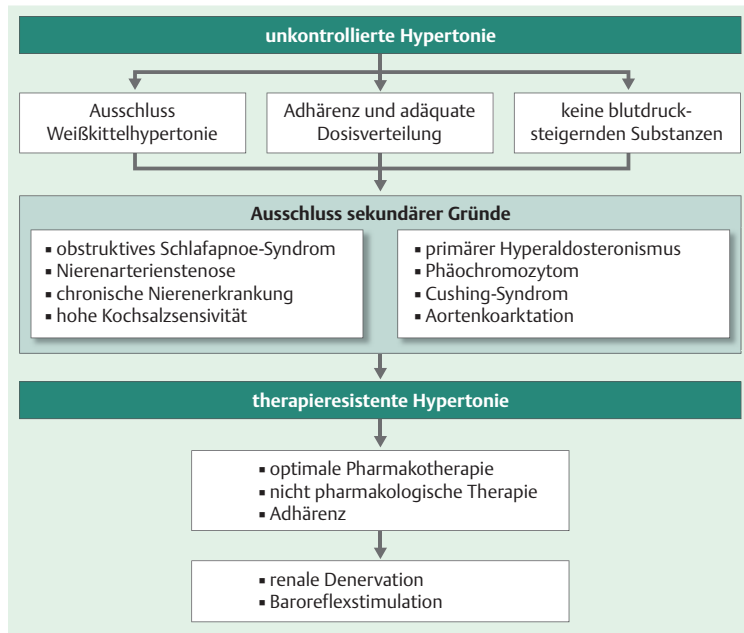 unkontrollierte Hypertonie
Ausschluss
Weißkittelhypertonie
Adhärenz und adäquate
Dosisverteilung
keine blutdruck-
steigernden Substanzen
Ausschluss sekundärer Gründe
▪ obstruktives Schlafapnoe-Syndrom
▪ Nierenarterienstenose
▪ chronische Nierenerkrankung
▪ hohe Kochsalzsensivität
▪ primärer Hyperaldosteronismus
▪ Phäochromozytom
▪ Cushing-Syndrom
▪ Aortenkoarktation
therapieresistente Hypertonie
▪ optimale Pharmakotherapie
▪ nicht pharmakologische Therapie
▪ Adhärenz
▪ renale Denervation
▪ Baroreflexstimulation